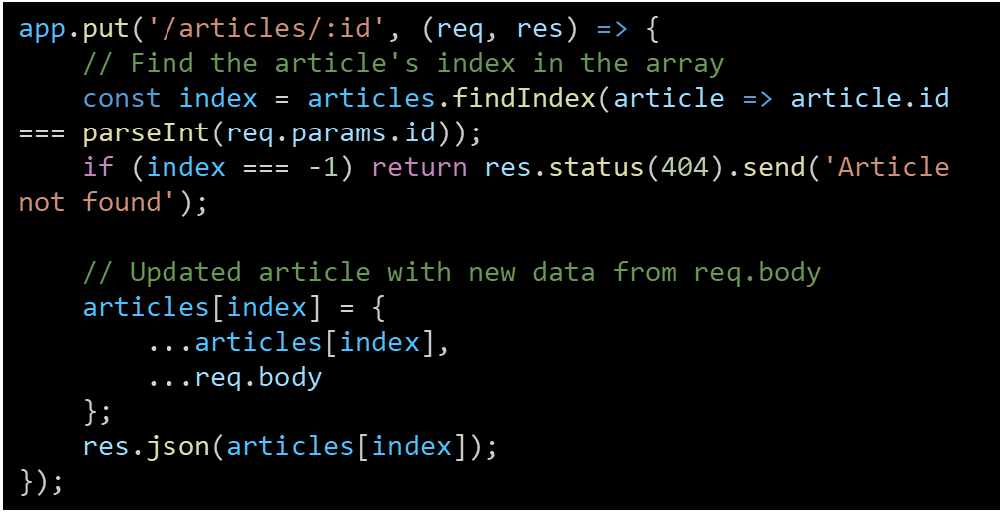 app.put('/articles/:id', (req, res) => {
    // Find the article's index in the array
    const index = articles.findIndex(article => article.id
=== parseInt(req.params.id));
    if (index === -1) return res.status(404).send('Article
not found');

    // Updated article with new data from req.body
    articles[index] = {
        ...articles[index],
        ...req.body
    };
    res.json(articles[index]);
});